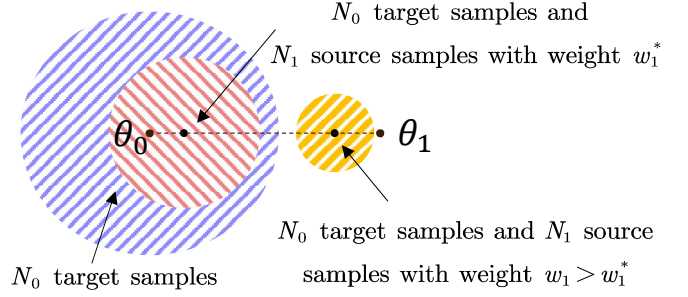 N₀ target samples and
N₁ source samples with weight w₁*
θ₀
θ₁
N₀ target samples and N₁ source
samples with weight w₁ > w₁*
N₀ target samples